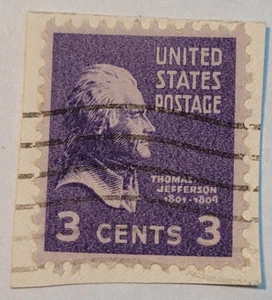 UNITED
STATES
POSTAGE
THOMAS
JEFFERSON
1801-1809
3 CENTS 3